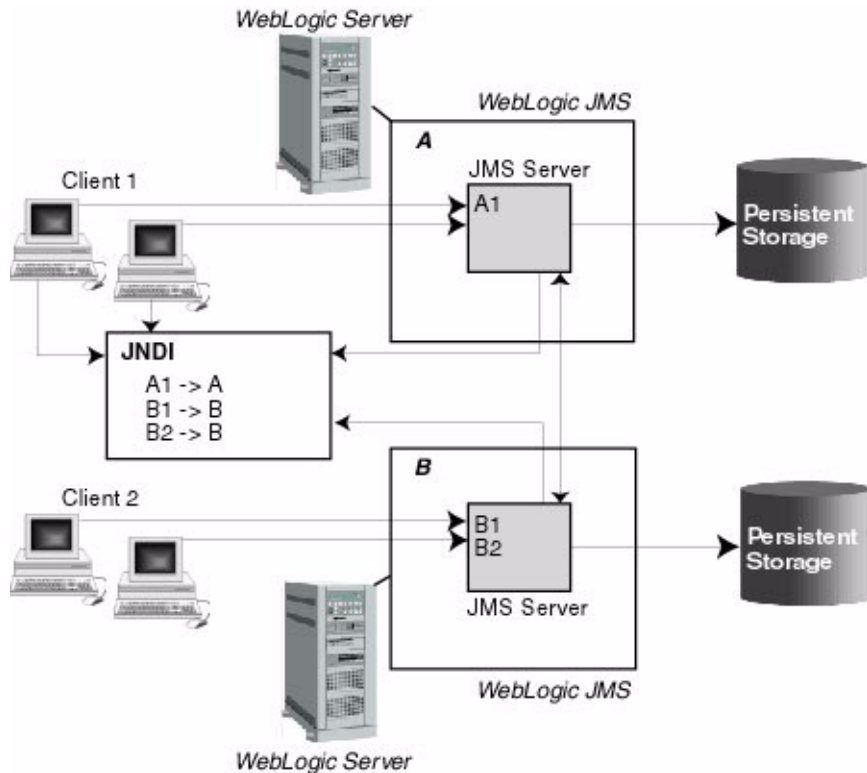 WebLogic Server
WebLogic JMS
A
JMS Server
A1
Client 1
Persistent
Storage
JNDI
A1 -> A
B1 -> B
B2 -> B
B
Client 2
B1
B2
JMS Server
Persistent
Storage
WebLogic JMS
WebLogic Server